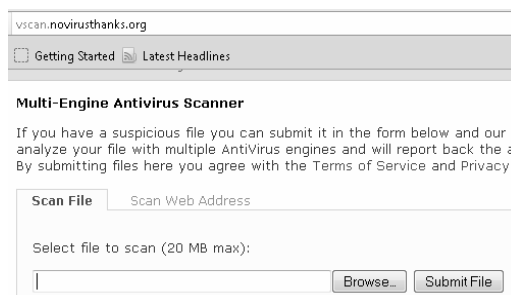 vscan.novirusthanks.org
Getting Started Latest Headlines
Multi-Engine Antivirus Scanner
If you have a suspicious file you can submit it in the form below and our
analyze your file with multiple AntiVirus engines and will report back the a
By submitting files here you agree with the Terms of Service and Privacy
Scan File Scan Web Address
Select file to scan (20 MB max):
Browse... Submit File